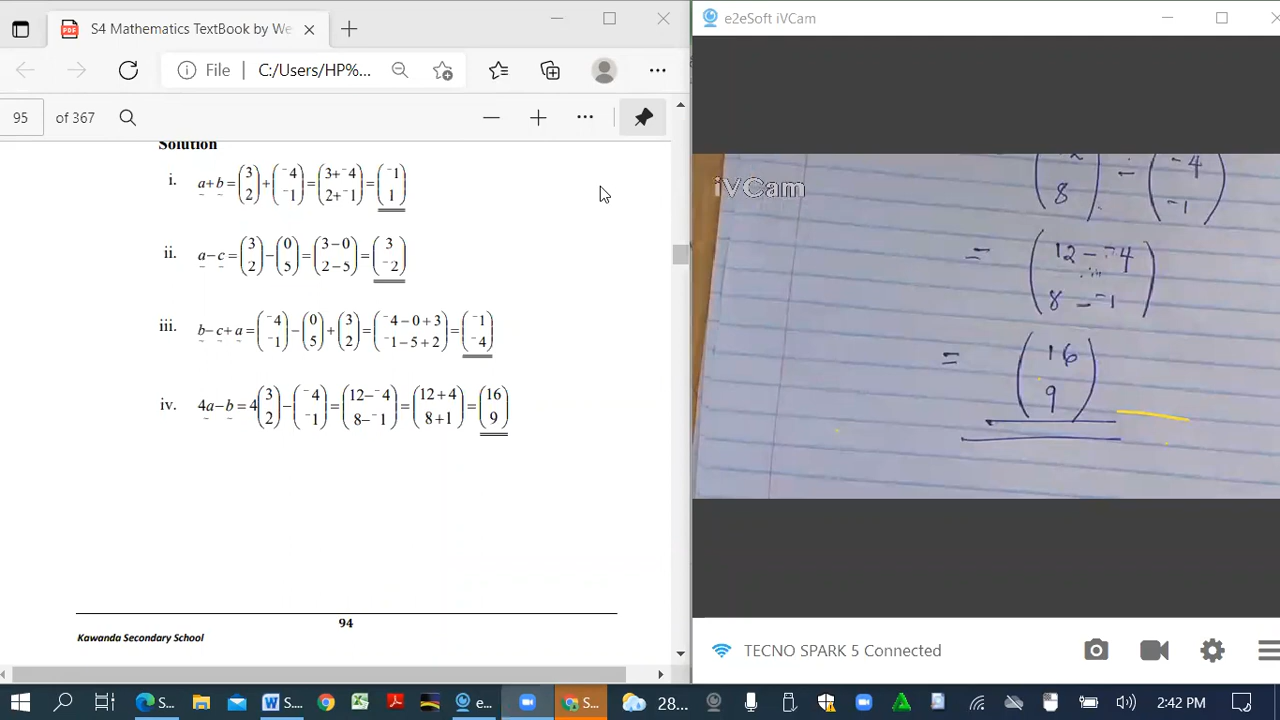 S4 Mathematics TextBook by We
e2eSoft iVCam
File | C:/Users/HP%...
95 of 367
Solution
i. a+b = (3 2) + (⁻4 ⁻1) = (3+⁻4 2+⁻1) = (⁻1 1)
ii. a−c = (3 2) − (0 5) = (3−0 2−5) = (3 ⁻2)
iii. b−c+a = (⁻4 ⁻1) − (0 5) + (3 2) = (⁻4−0+3 ⁻1−5+2) = (⁻1 ⁻4)
iv. 4a−b = 4(3 2) − (⁻4 ⁻1) = (12−⁻4 8−⁻1) = (12+4 8+1) = (16 9)
94
Kawanda Secondary School
iVCam
8) − (−4 −1)
= (12 − ⁻4
8 − ⁻1)
= (16
9)
TECNO SPARK 5 Connected
S...
S...
e...
S...
28...
2:42 PM